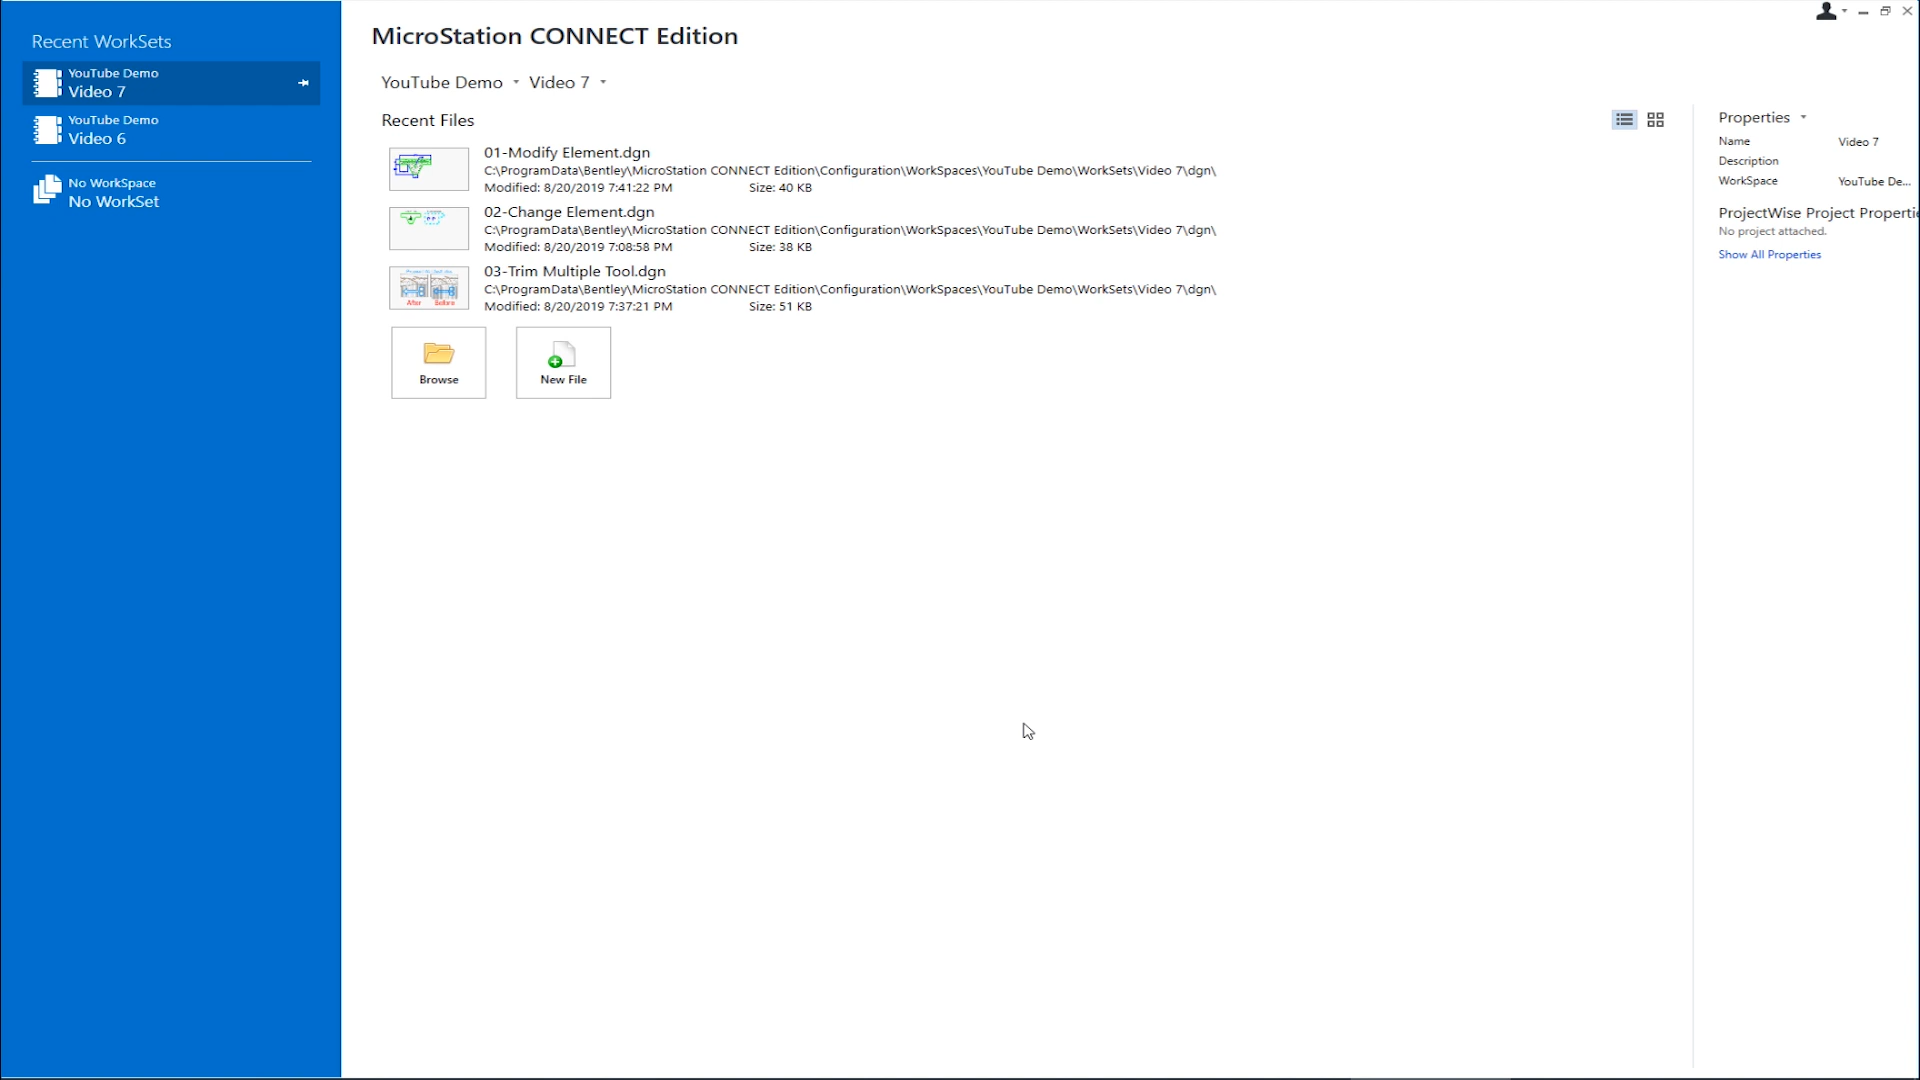 Recent WorkSets
YouTube Demo
Video 7
YouTube Demo
Video 6
No WorkSpace
No WorkSet
MicroStation CONNECT Edition
YouTube Demo Video 7
Recent Files
01-Modify Element.dgn
C:\ProgramData\Bentley\MicroStation CONNECT Edition\Configuration\WorkSpaces\YouTube Demo\WorkSets\Video 7\dgn\
Modified: 8/20/2019 7:41:22 PM Size: 40 KB
02-Change Element.dgn
C:\ProgramData\Bentley\MicroStation CONNECT Edition\Configuration\WorkSpaces\YouTube Demo\WorkSets\Video 7\dgn\
Modified: 8/20/2019 7:08:58 PM Size: 38 KB
After Before
03-Trim Multiple Tool.dgn
C:\ProgramData\Bentley\MicroStation CONNECT Edition\Configuration\WorkSpaces\YouTube Demo\WorkSets\Video 7\dgn\
Modified: 8/20/2019 7:37:21 PM Size: 51 KB
Browse
New File
Properties
Name Video 7
Description
WorkSpace YouTube De...
ProjectWise Project Properti
No project attached.
Show All Properties